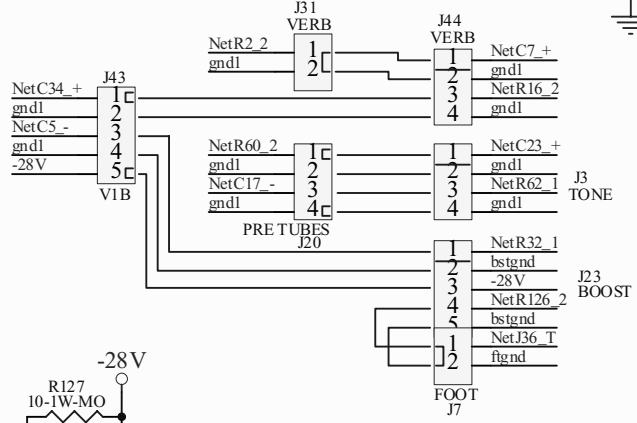 J31
VERB
NetR2_2
gnd1
1
2
J44
VERB
1
2
3
4
NetC7_+
gnd1
NetR16_2
gnd1
J43
NetC34_+
gnd1
NetC5_-
gnd1
-28V
1
2
3
4
5
V1B
NetR60_2
gnd1
NetC17_-
gnd1
1
2
3
4
PRE TUBES
J20
1
2
3
4
NetC23_+
gnd1
NetR62_1
gnd1
J3
TONE
1
2
3
4
5
1
2
NetR32_1
bstgnd
-28V
NetR126_2
bstgnd
NetJ36_T
ftgnd
J23
BOOST
FOOT
J7
-28V
R127
10-1W-MO